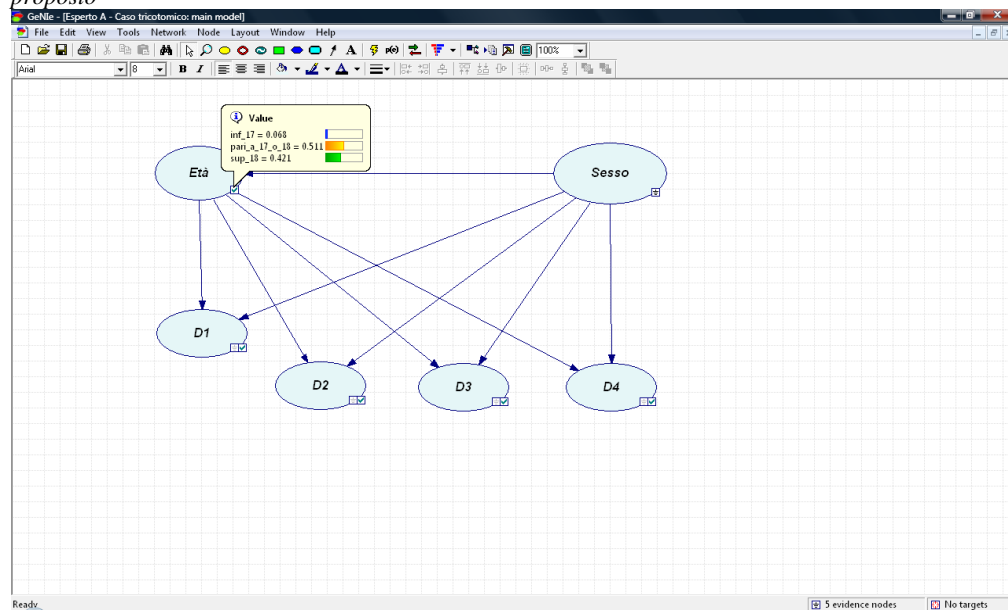 proposto
GeNIe - [Esperto A - Caso tricotomico: main model]
File Edit View Tools Network Node Layout Window Help
100%
Arial 8 B I
Value
inf_17 = 0.068
pari_a_17_o_18 = 0.511
sup_18 = 0.421
Età Sesso
D1
D2 D3 D4
Ready 5 evidence nodes No targets